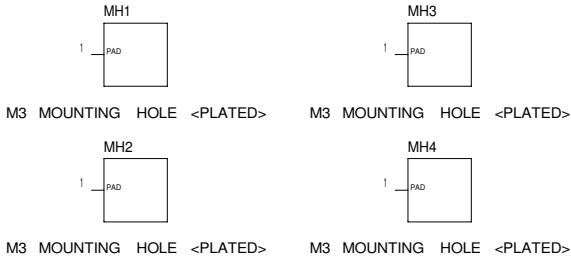 MH1 MH3
1 PAD 1 PAD
M3 MOUNTING HOLE <PLATED> M3 MOUNTING HOLE <PLATED>
MH2 MH4
1 PAD 1 PAD
M3 MOUNTING HOLE <PLATED> M3 MOUNTING HOLE <PLATED>